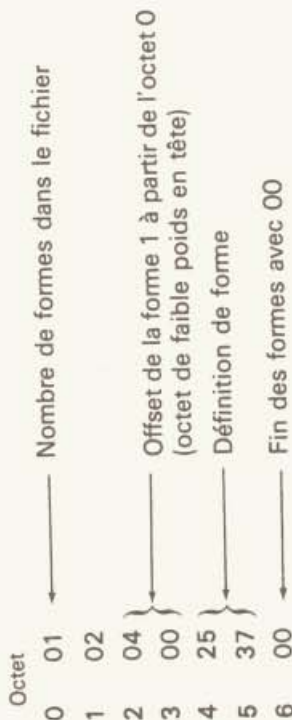 Octet
0 01 Nombre de formes dans le fichier
1 02
2 04 Offset de la forme 1 à partir de l'octet 0
3 00 (octet de faible poids en tête)
4 25 Définition de forme
5 37
6 00 Fin des formes avec 00